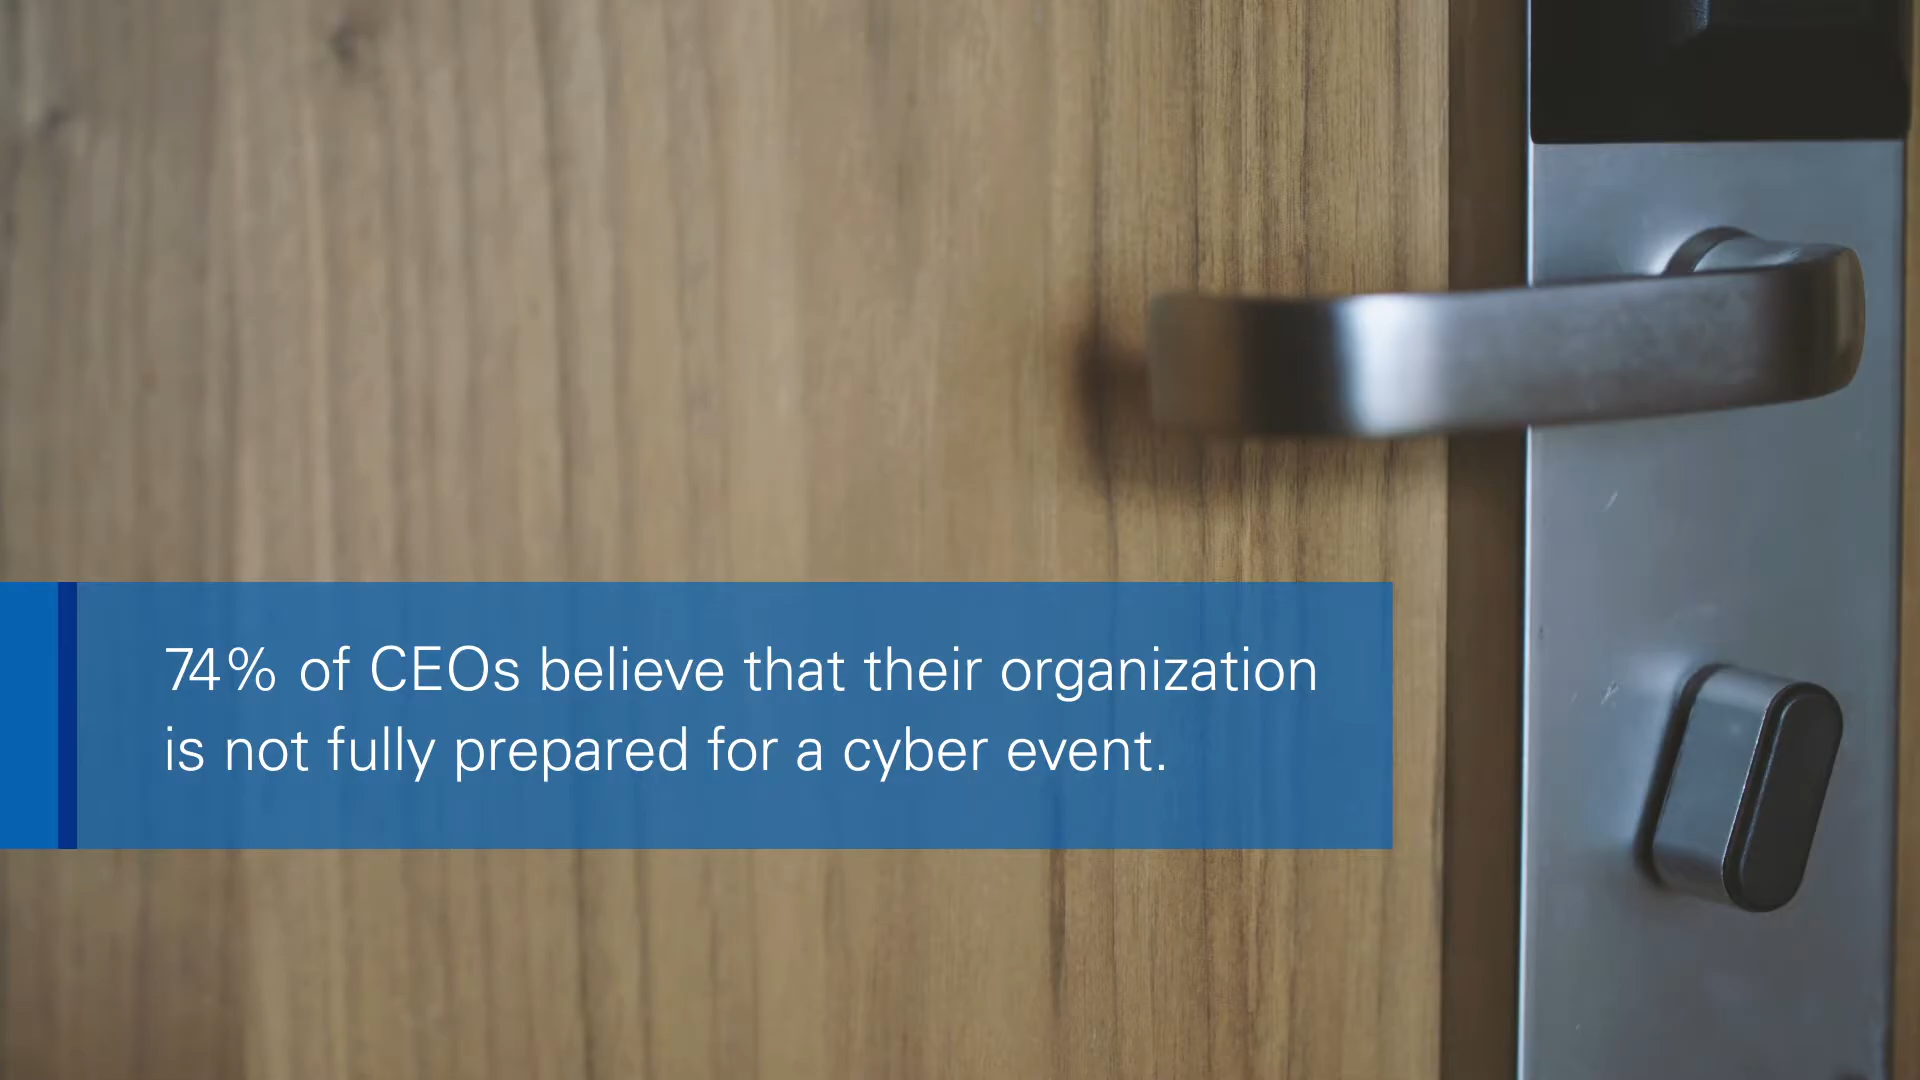 74% of CEOs believe that their organization
is not fully prepared for a cyber event.